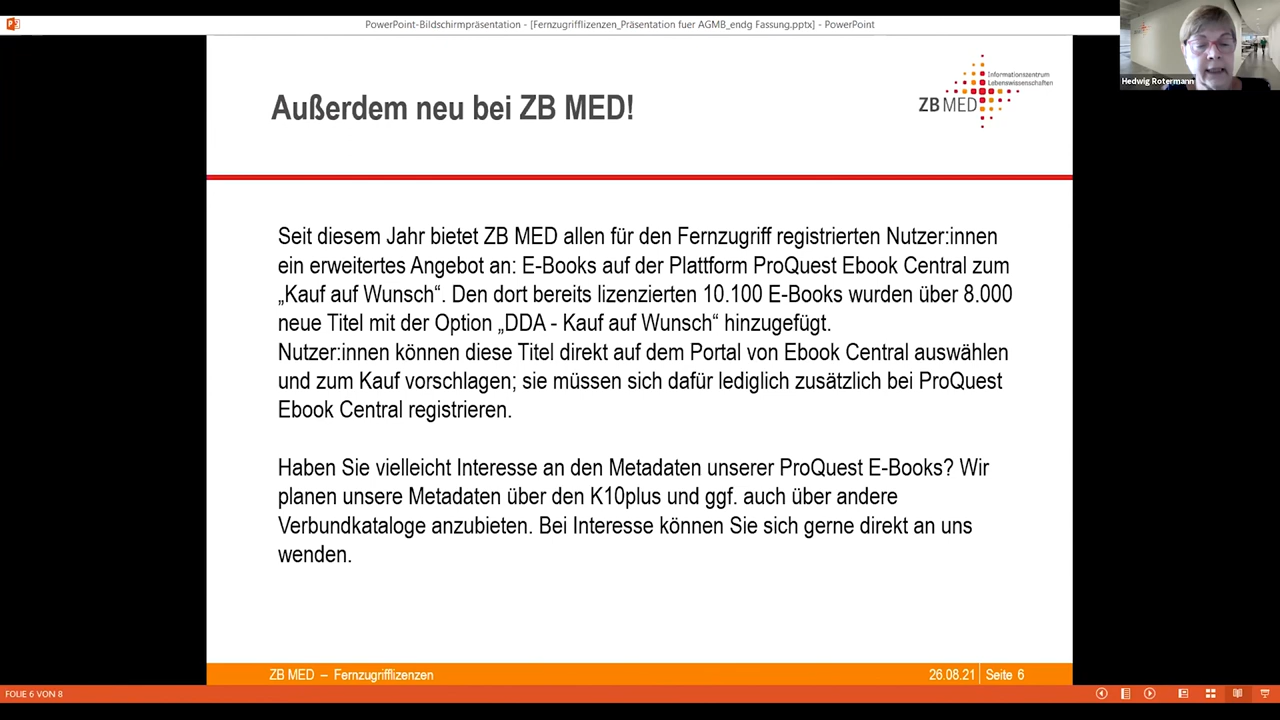 PowerPoint-Bildschirmpräsentation - [Fernzugrifflizenzen_Präsentation fuer AGMB_endg Fassung.pptx] - PowerPoint
Hedwig Rotermann
Außerdem neu bei ZB MED!
Informationszentrum
Lebenswissenschaften
ZB MED
Seit diesem Jahr bietet ZB MED allen für den Fernzugriff registrierten Nutzer:innen
ein erweitertes Angebot an: E-Books auf der Plattform ProQuest Ebook Central zum
„Kauf auf Wunsch“. Den dort bereits lizenzierten 10.100 E-Books wurden über 8.000
neue Titel mit der Option „DDA - Kauf auf Wunsch“ hinzugefügt.
Nutzer:innen können diese Titel direkt auf dem Portal von Ebook Central auswählen
und zum Kauf vorschlagen; sie müssen sich dafür lediglich zusätzlich bei ProQuest
Ebook Central registrieren.
Haben Sie vielleicht Interesse an den Metadaten unserer ProQuest E-Books? Wir
planen unsere Metadaten über den K10plus und ggf. auch über andere
Verbundkataloge anzubieten. Bei Interesse können Sie sich gerne direkt an uns
wenden.
ZB MED – Fernzugrifflizenzen
26.08.21 Seite 6
FOLIE 6 VON 8